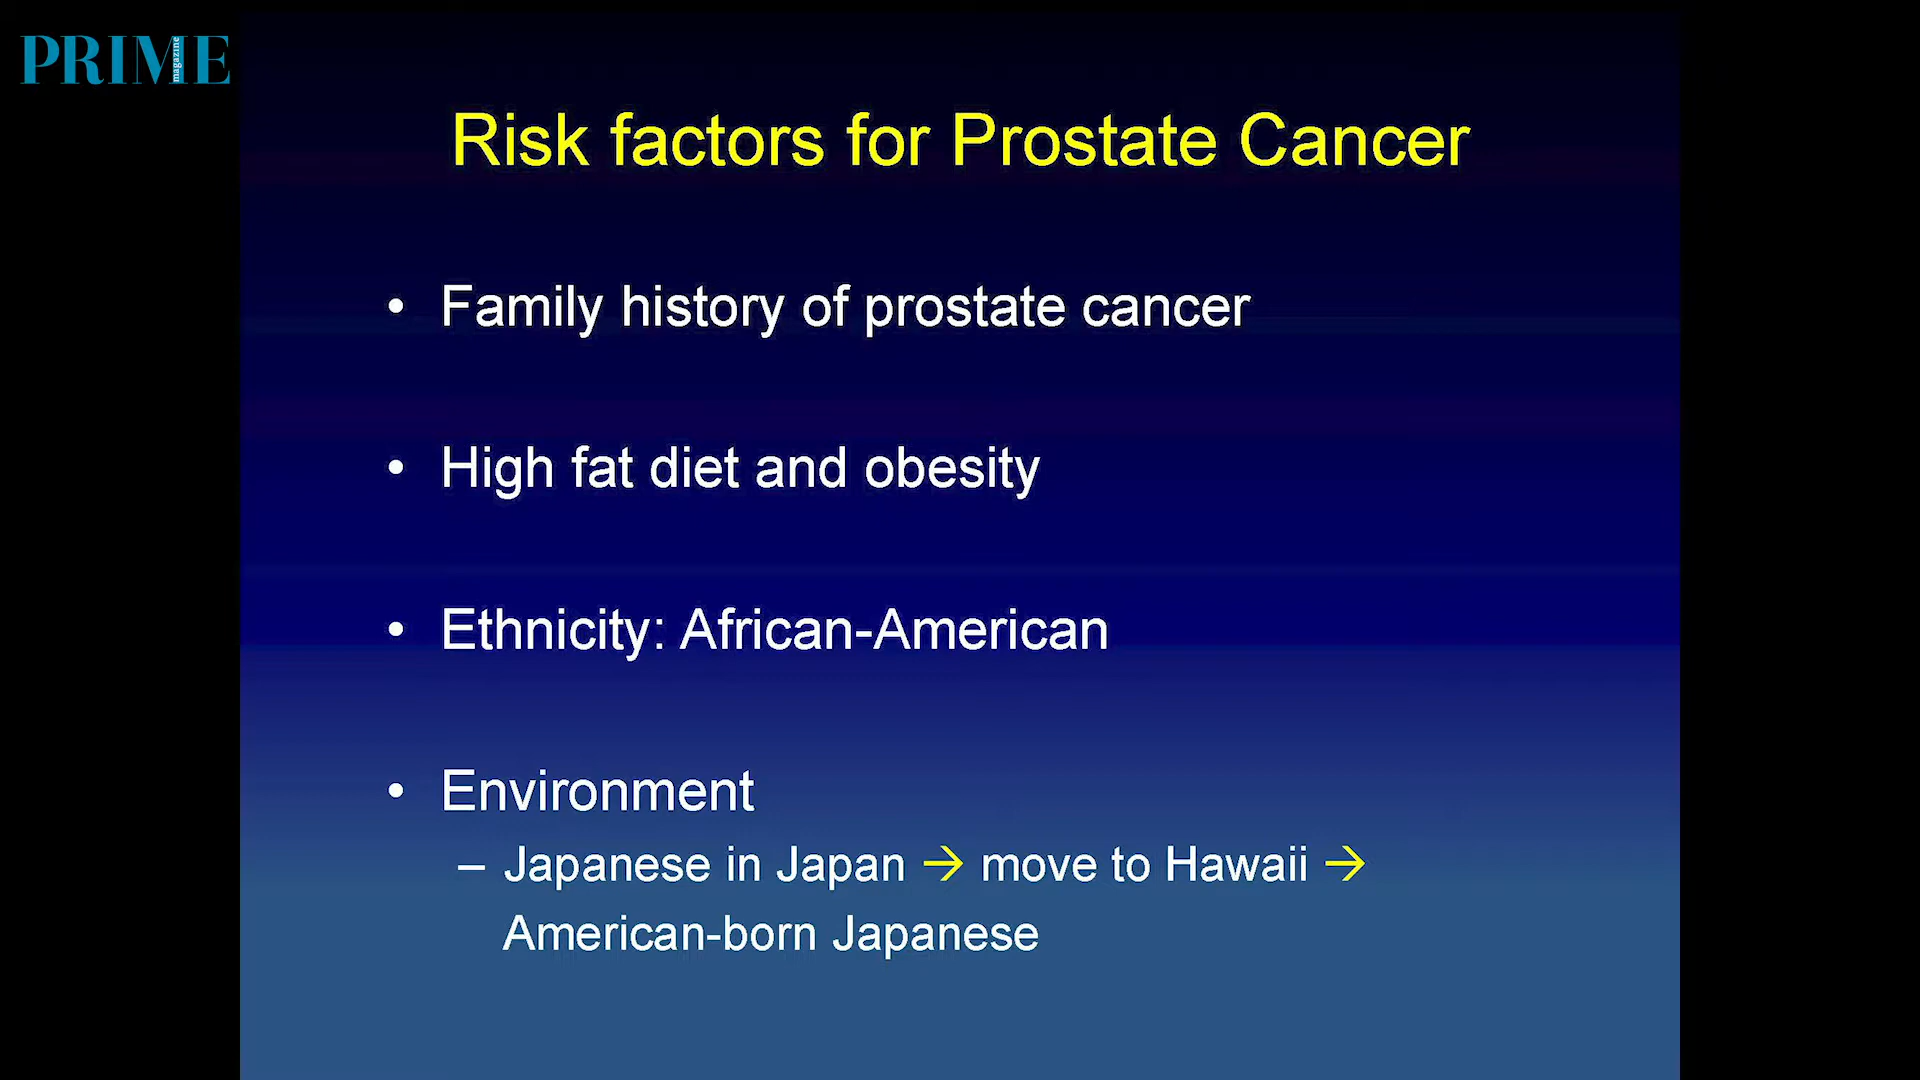 PRIME
magazine
Risk factors for Prostate Cancer
• Family history of prostate cancer
• High fat diet and obesity
• Ethnicity: African-American
• Environment
– Japanese in Japan → move to Hawaii →
American-born Japanese